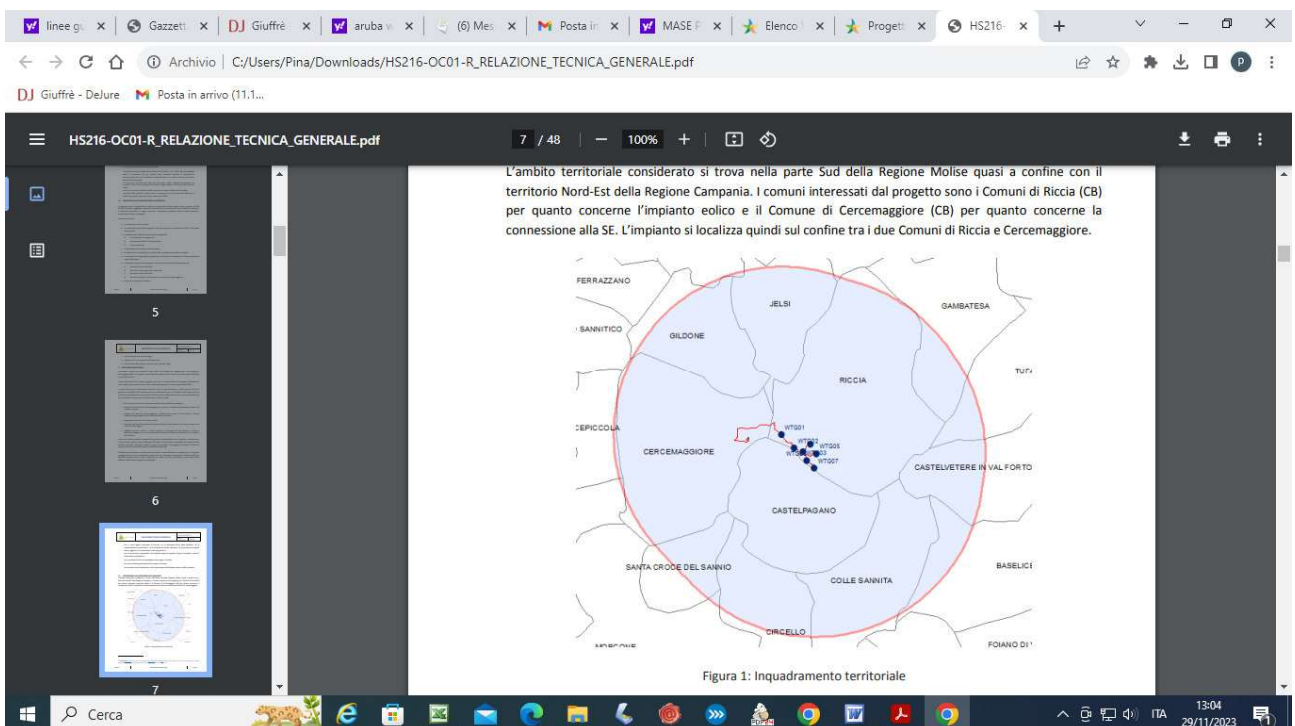 linee gu
Gazzett
Giuffrè
aruba w
(6) Mes
Posta in
MASE P
Elenco
Progett
HS216-
Archivio | C:/Users/Pina/Downloads/HS216-OC01-R_RELAZIONE_TECNICA_GENERALE.pdf
P
DJ Giuffrè - DeJure
Posta in arrivo (11.1...
HS216-OC01-R_RELAZIONE_TECNICA_GENERALE.pdf
7 / 48
100%
5
6
7
L'ambito territoriale considerato si trova nella parte Sud della Regione Molise quasi a confine con il
territorio Nord-Est della Regione Campania. I comuni interessati dal progetto sono i Comuni di Riccia (CB)
per quanto concerne l'impianto eolico e il Comune di Cercemaggiore (CB) per quanto concerne la
connessione alla SE. L'impianto si localizza quindi sul confine tra i due Comuni di Riccia e Cercemaggiore.
FERRAZZANO
JELSI
GAMBATESA
SANNITICO
GILDONE
RICCIA
CEPICCOLA
WTG01
WTG07
CERCEMAGGIORE
CASTELVETERE IN VAL FORTO
CASTELPAGANO
SANTA CROCE DEL SANNIO
COLLE SANNITA
BASELICE
CIRCELLO
MORCONE
FOIANO DI
Figura 1: Inquadramento territoriale
Cerca
ITA
13:04
29/11/2023